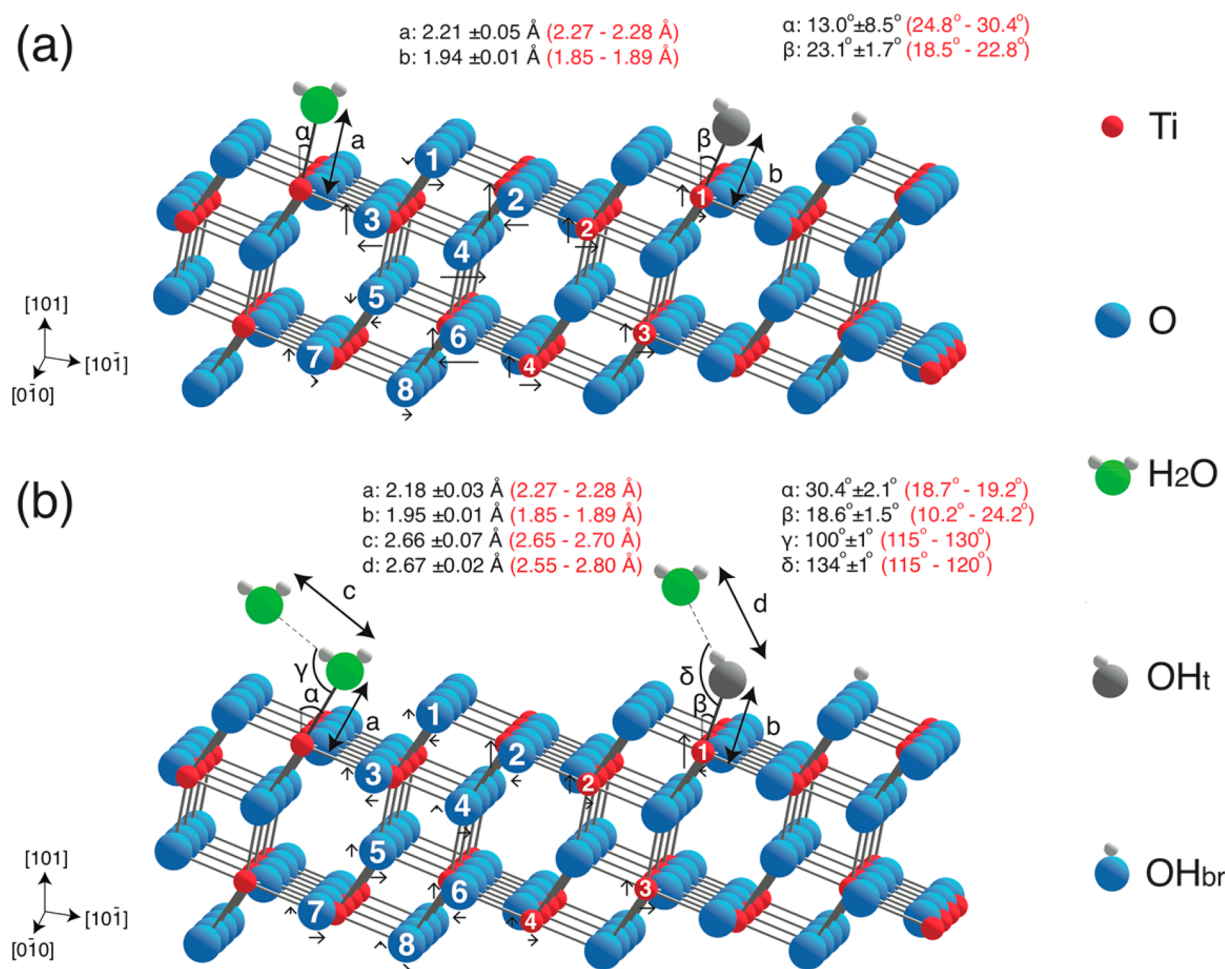 (a)
a: 2.21 ±0.05 Å (2.27 - 2.28 Å)
b: 1.94 ±0.01 Å (1.85 - 1.89 Å)
α: 13.0°±8.5° (24.8° - 30.4°)
β: 23.1°±1.7° (18.5° - 22.8°)
α
a
β
b
1
2
3
4
5
6
7
8
1
2
3
4
[101]
[101̄]
[01̄0]
Ti
O
H2O
OHt
OHbr
(b)
a: 2.18 ±0.03 Å (2.27 - 2.28 Å)
b: 1.95 ±0.01 Å (1.85 - 1.89 Å)
c: 2.66 ±0.07 Å (2.65 - 2.70 Å)
d: 2.67 ±0.02 Å (2.55 - 2.80 Å)
α: 30.4°±2.1° (18.7° - 19.2°)
β: 18.6°±1.5° (10.2° - 24.2°)
γ: 100°±1° (115° - 130°)
δ: 134°±1° (115° - 120°)
c
γ
α
a
d
δ
β
b
1
2
3
4
5
6
7
8
1
2
3
4
[101]
[101̄]
[01̄0]